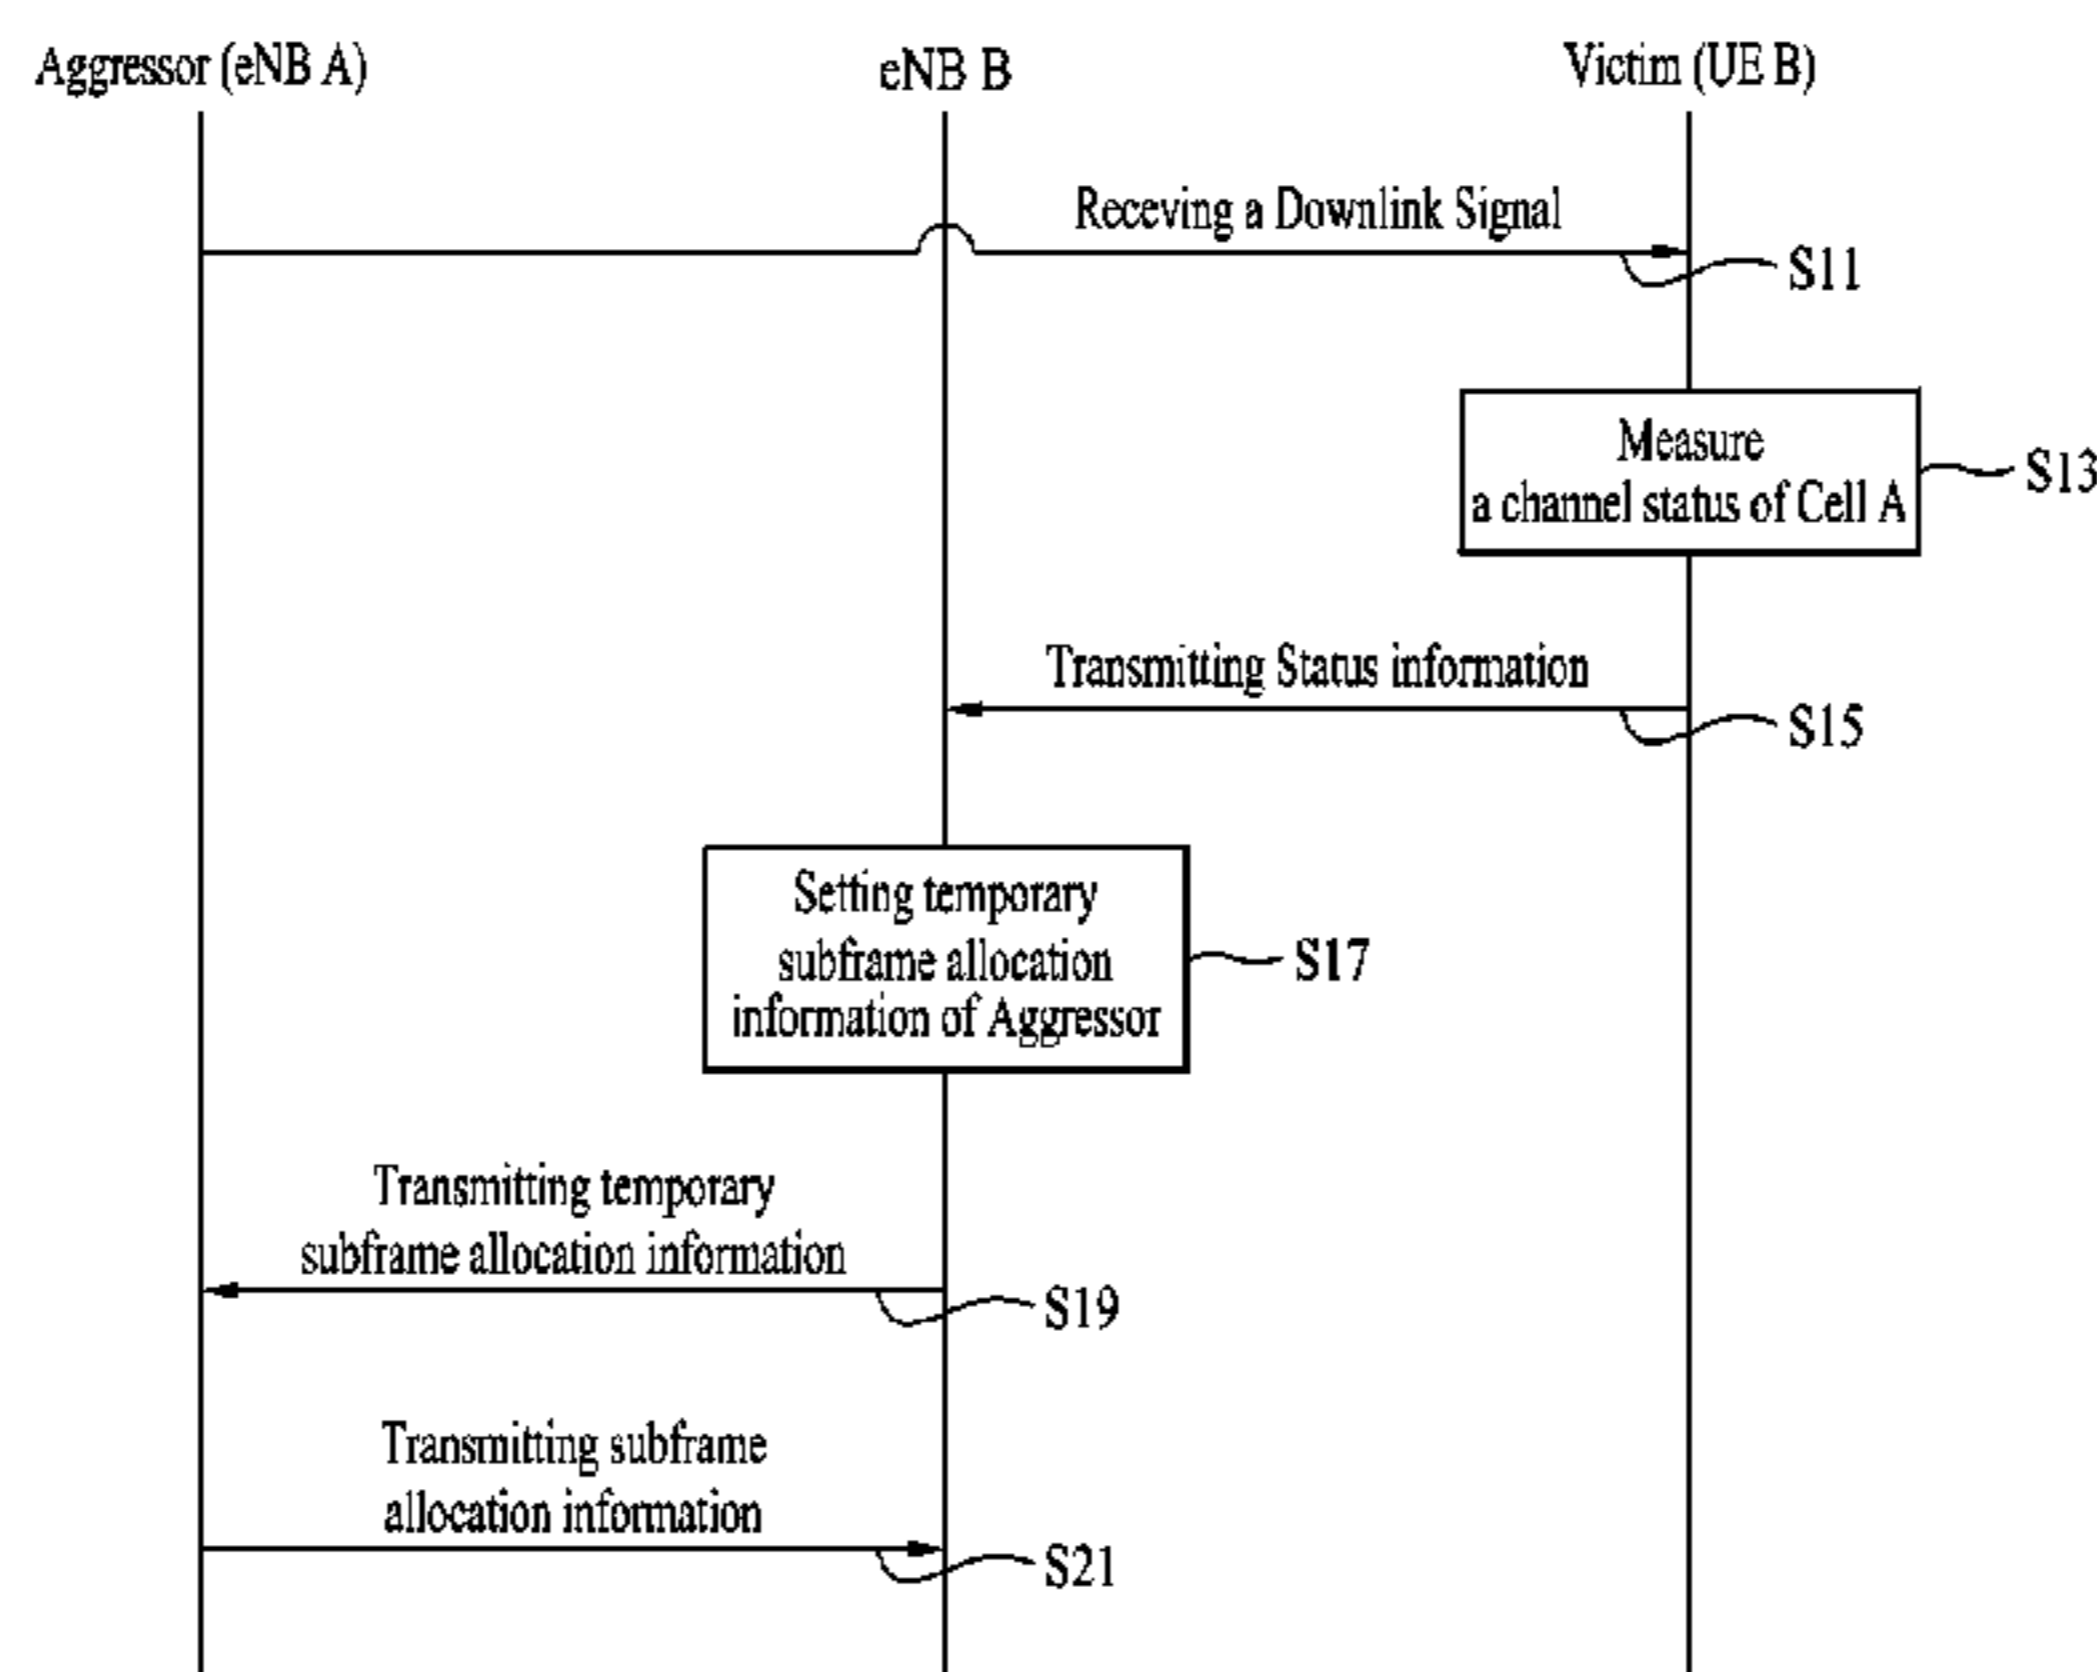 Aggressor (eNB A)
eNB B
Victim (UE B)
Receving a Downlink Signal
S11
Measure
a channel status of Cell A
S13
Transmitting Status information
S15
Setting temporary
subframe allocation
information of Aggressor
S17
Transmitting temporary
subframe allocation information
S19
Transmitting subframe
allocation information
S21